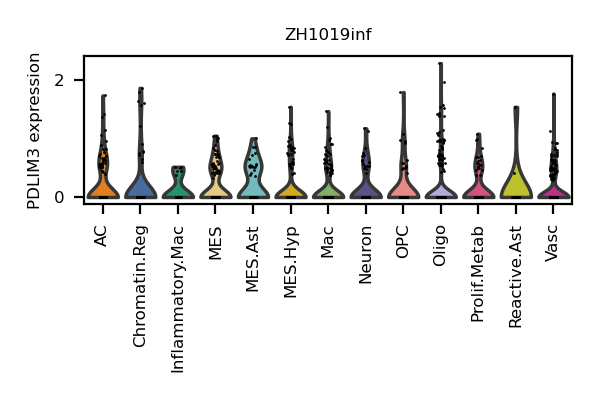 ZH1019inf
PDLIM3 expression
2
0
AC
Chromatin.Reg
Inflammatory.Mac
MES
MES.Ast
MES.Hyp
Mac
Neuron
OPC
Oligo
Prolif.Metab
Reactive.Ast
Vasc